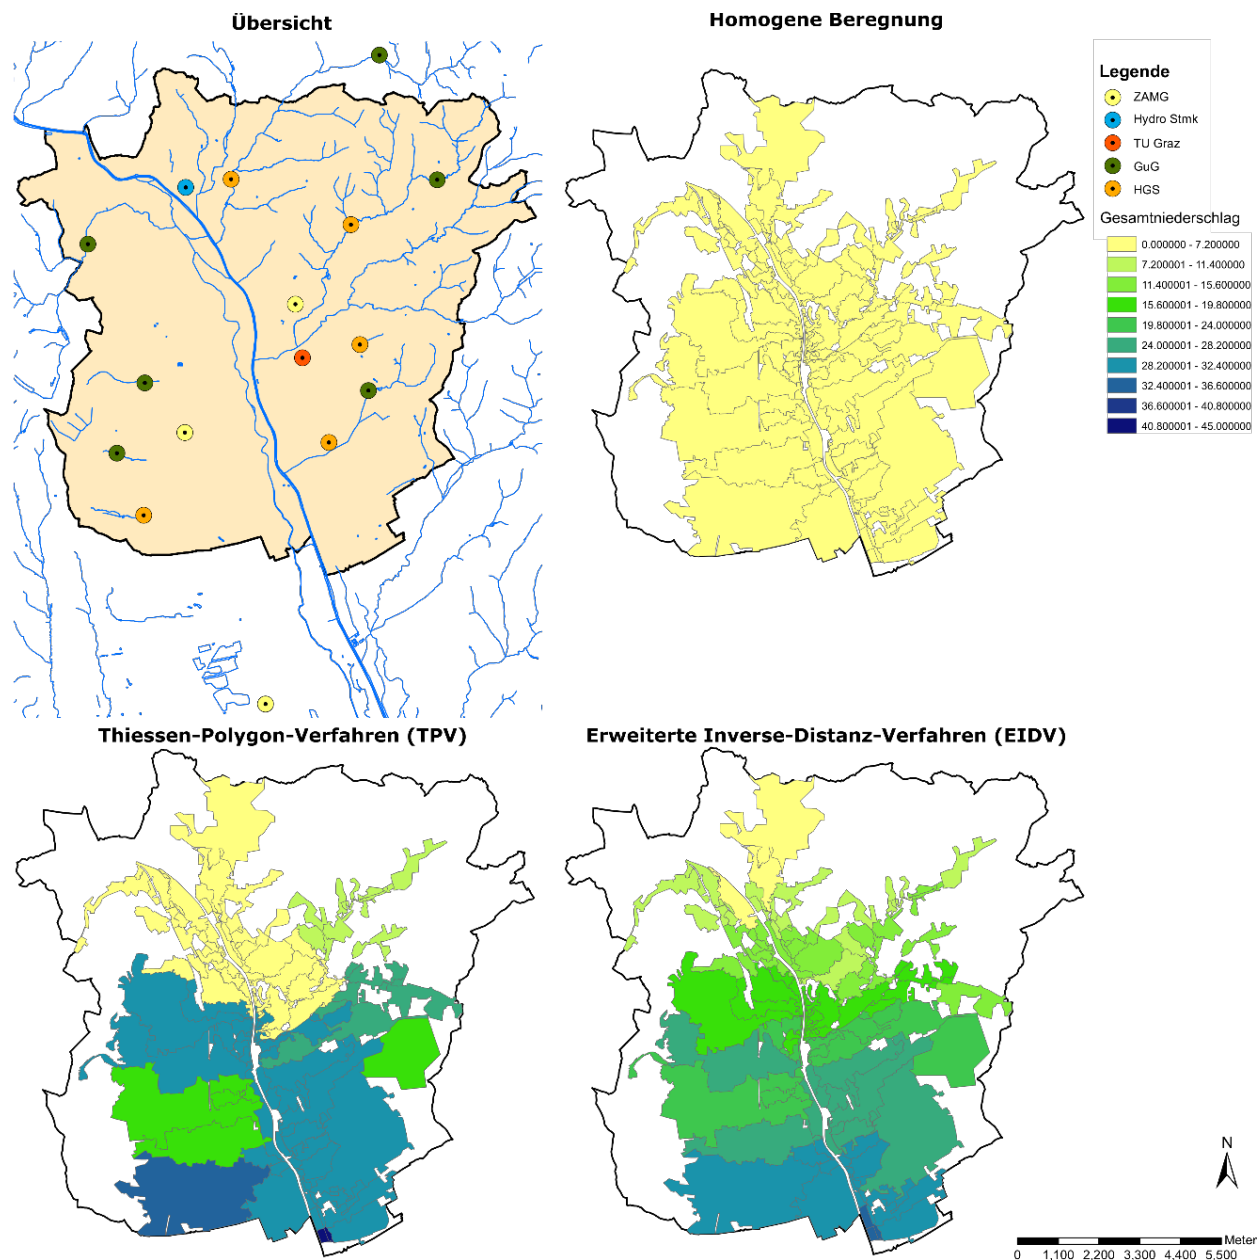 Übersicht
Homogene Beregnung
Legende
ZAMG
Hydro Stmk
TU Graz
GuG
HGS
Gesamtniederschlag
0.000000 - 7.200000
7.200001 - 11.400000
11.400001 - 15.600000
15.600001 - 19.800000
19.800001 - 24.000000
24.000001 - 28.200000
28.200001 - 32.400000
32.400001 - 36.600000
36.600001 - 40.800000
40.800001 - 45.000000
Thiessen-Polygon-Verfahren (TPV)
Erweiterte Inverse-Distanz-Verfahren (EIDV)
N
Meter
0 1,100 2,200 3,300 4,400 5,500